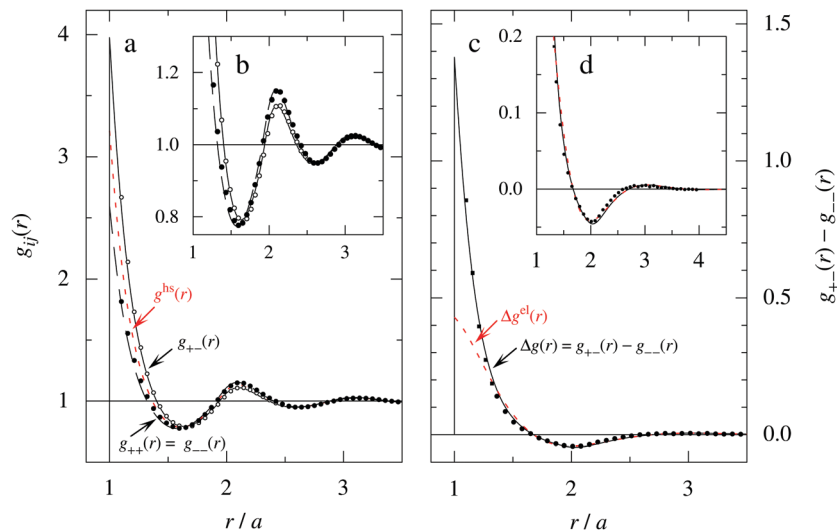 a
b
c
d
4
3
2
1
g_{ij}(r)
1.2
1.0
0.8
1
2
3
g^{hs}(r)
g_{+−}(r)
g_{++}(r) = g_{−−}(r)
1
2
3
r / a
0.2
0.1
0.0
1
2
3
4
Δg^{el}(r)
Δg(r) = g_{+−}(r) − g_{−−}(r)
1
2
3
r / a
1.5
1.0
0.5
0.0
g_{+−}(r) − g_{−−}(r)